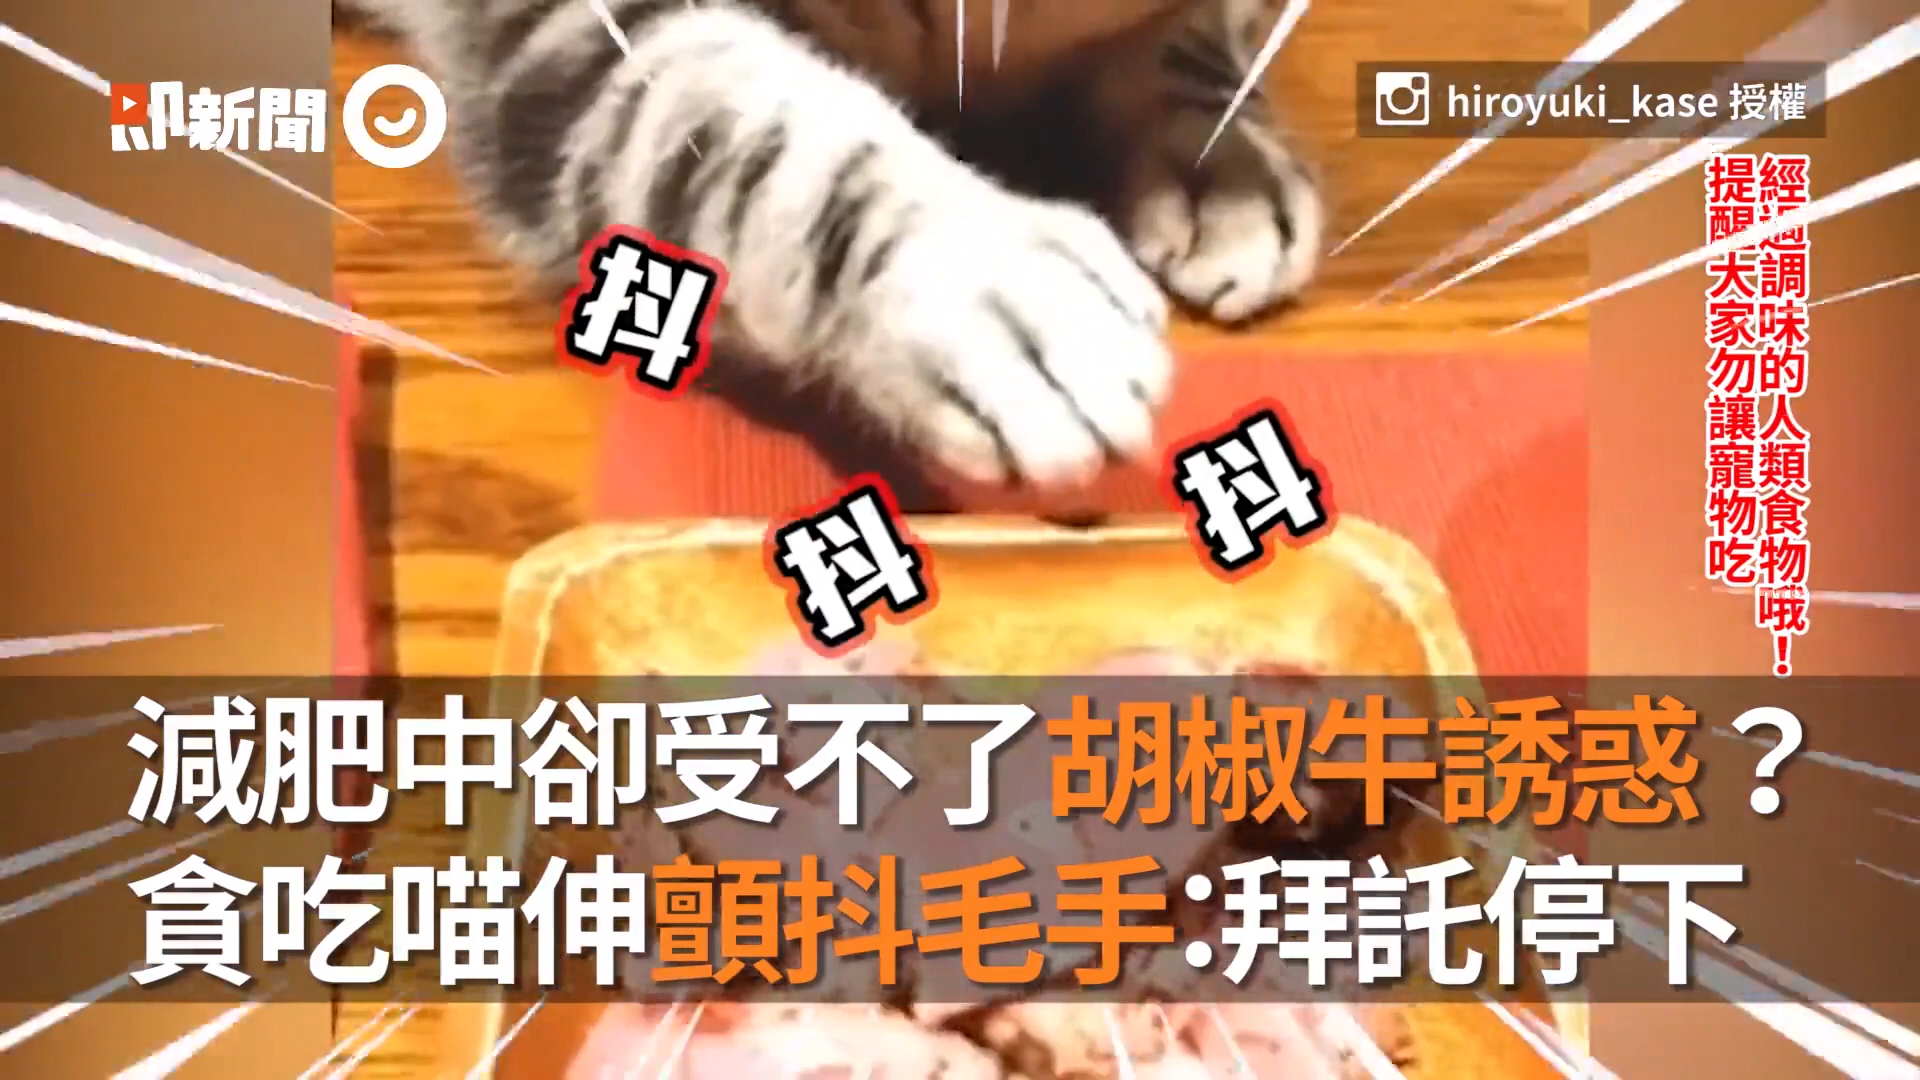 即新聞
hiroyuki_kase 授權
經過調味的人類食物哦！
提醒大家勿讓寵物吃
抖
抖
抖
減肥中卻受不了胡椒牛誘惑？
貪吃喵伸顫抖毛手:拜託停下